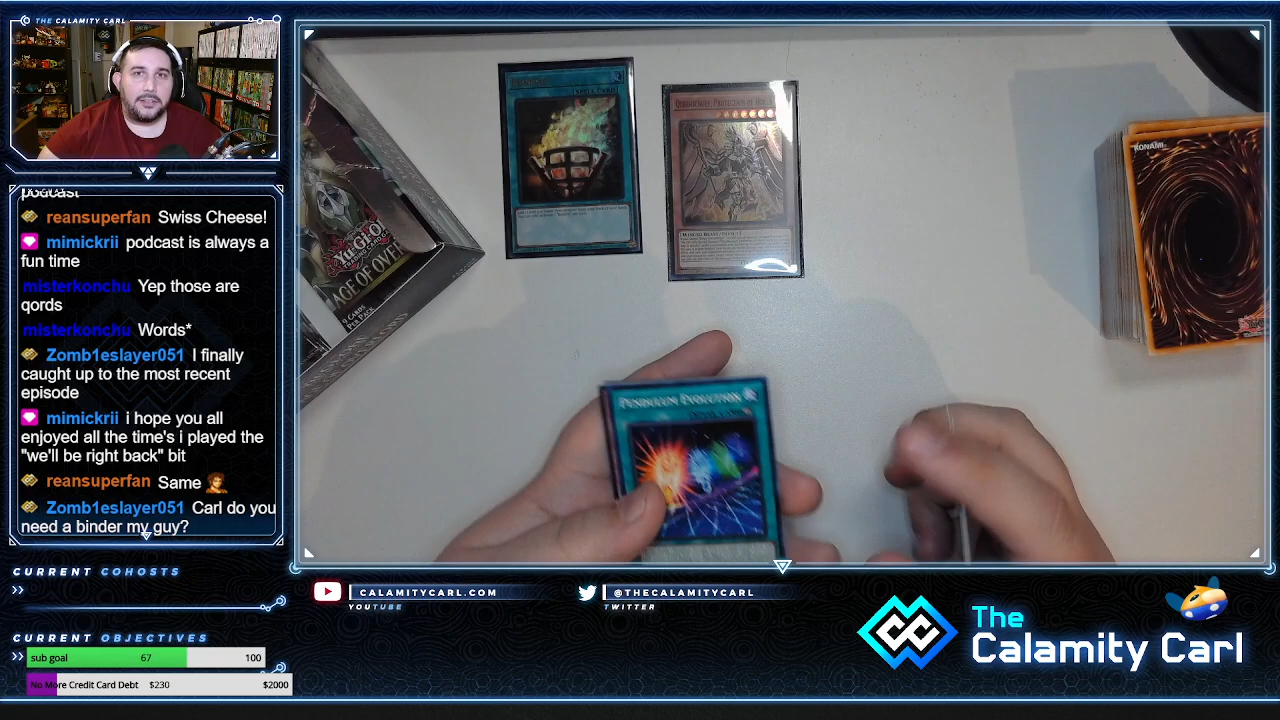 THE CALAMITY CARL
podcast
reansuperfan Swiss Cheese!
mimickrii podcast is always a
fun time
misterkonchu Yep those are
qords
misterkonchu Words*
Zomb1eslayer051 I finally
caught up to the most recent
episode
mimickrii i hope you all
enjoyed all the time's i played the
"we'll be right back" bit
reansuperfan Same
Zomb1eslayer051 Carl do you
need a binder my guy?
CURRENT COHOSTS
CURRENT OBJECTIVES
sub goal 67 100
No More Credit Card Debt $230 $2000
SPELL CARD
Yu-Gi-Oh!
AGE OF OVER
9 CARDS
PER PACK
KONAMI
PENDULUM EVOLUTION
CALAMITYCARL.COM
YOUTUBE
@THECALAMITYCARL
TWITTER
The
Calamity Carl